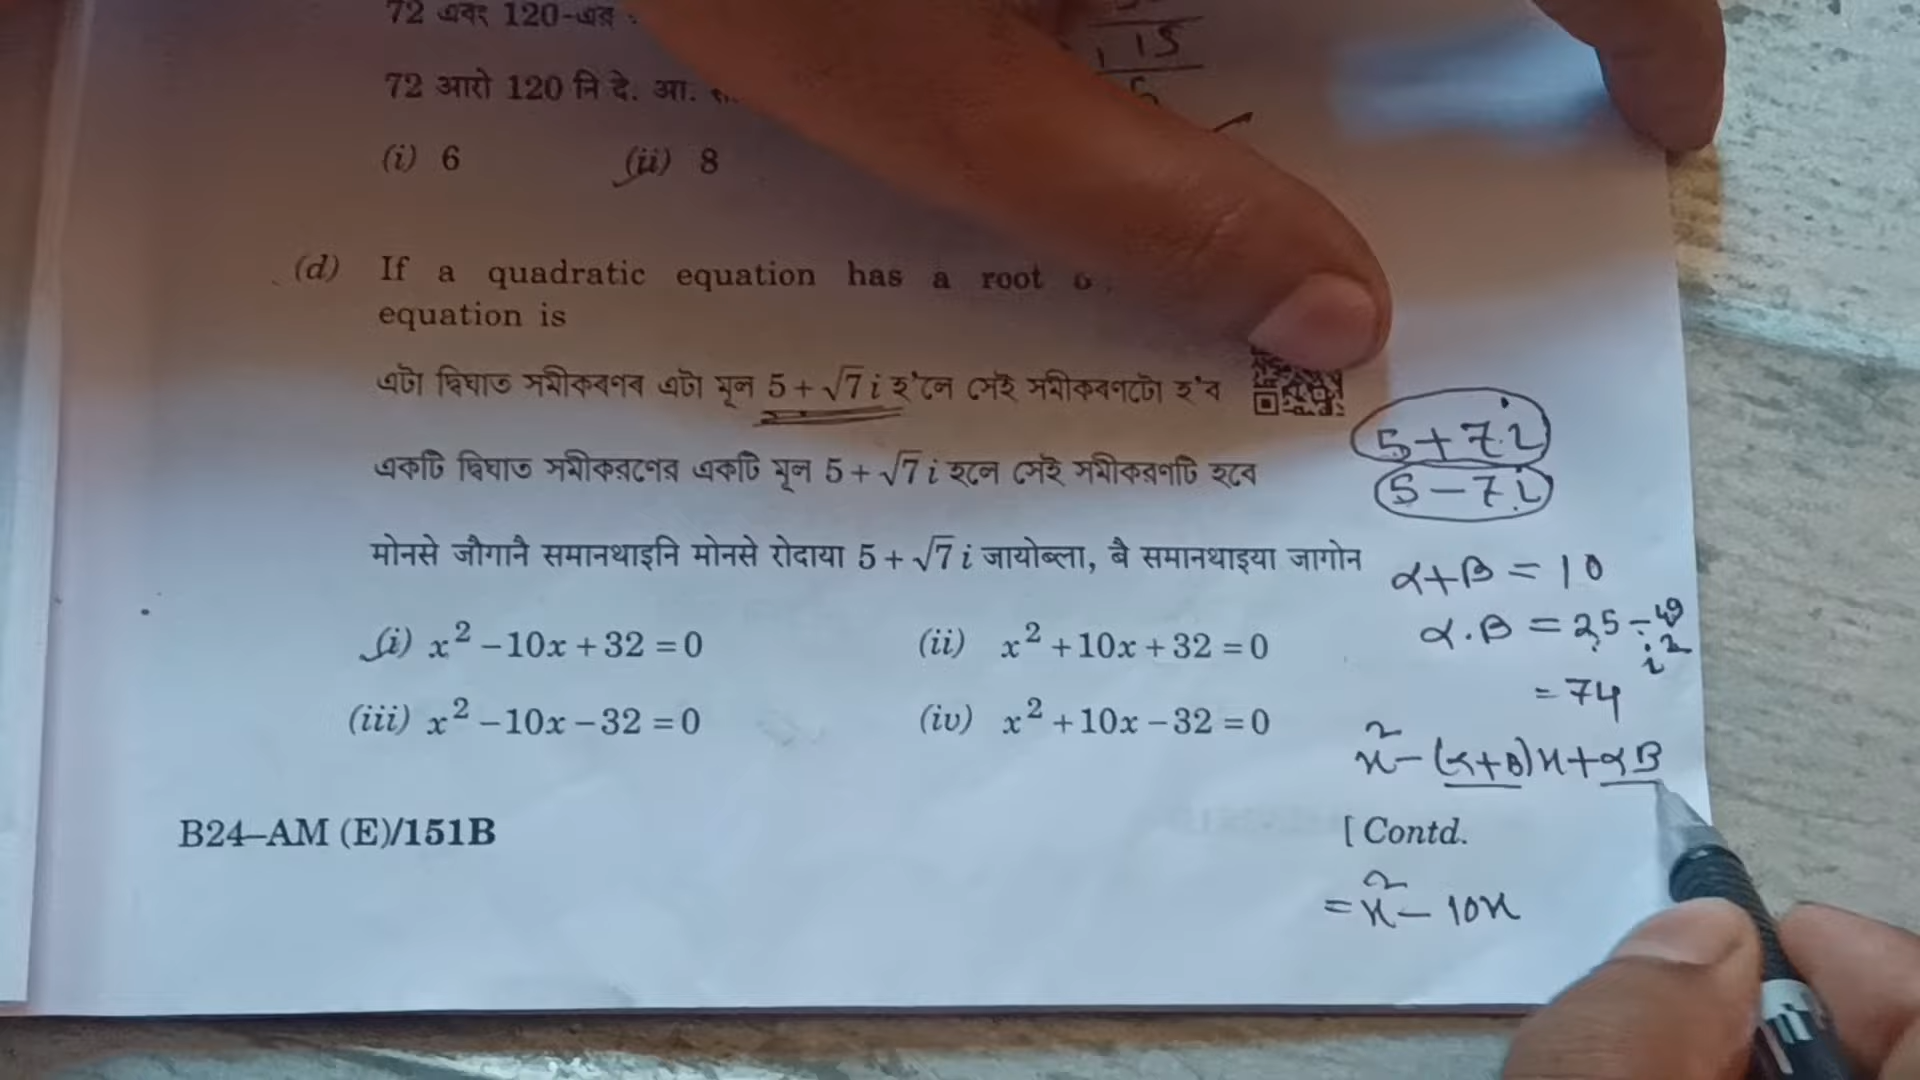 72 এবং 120-এর
72 आरो 120 नि दे. आ.
(i) 6 (ii) 8
115
(d) If a quadratic equation has a root
equation is
এটা দ্বিঘাত সমীকৰণৰ এটা মূল 5 + √7 i হ'লে সেই সমীকৰণটো হ'ব
একটি দ্বিঘাত সমীকরণের একটি মূল 5 + √7 i হলে সেই সমীকরণটি হবে
मोनसे जौगानै समानथाइनि मोनसे रोदाया 5 + √7 i जायोब्ला, बै समानथाइया जागोन
(i) x² − 10x + 32 = 0 (ii) x² + 10x + 32 = 0
(iii) x² − 10x − 32 = 0 (iv) x² + 10x − 32 = 0
B24–AM (E)/151B [ Contd.
5 + 7.i
5 − 7i
α+β = 10
α.β = 25 − 49 i²
= 74
x² − (α+β)x + αβ
= x² − 10x